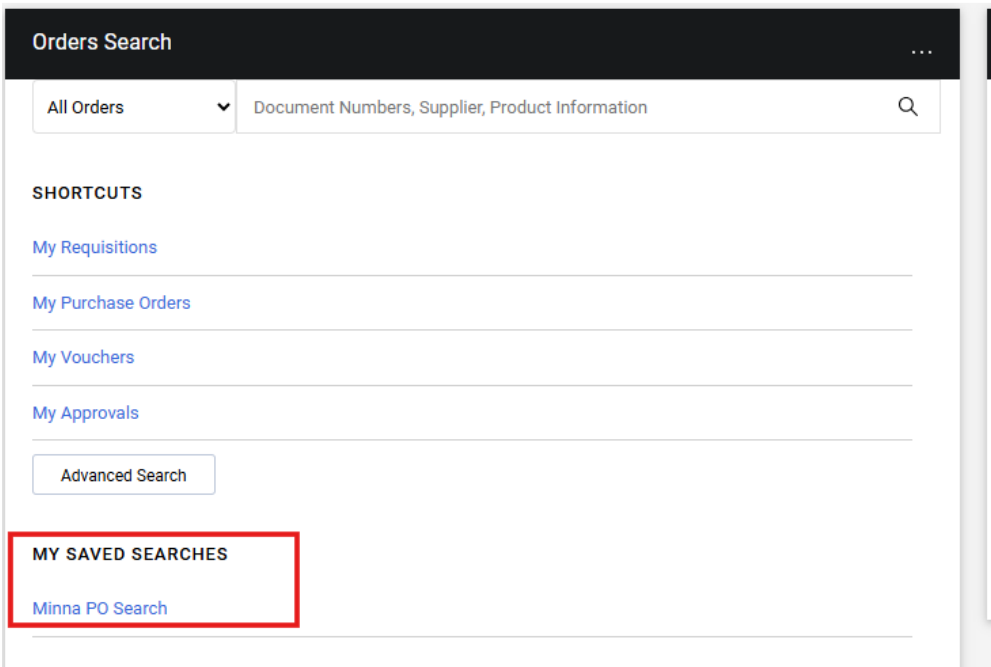 Orders Search
...
All Orders
Document Numbers, Supplier, Product Information
SHORTCUTS
My Requisitions
My Purchase Orders
My Vouchers
My Approvals
Advanced Search
MY SAVED SEARCHES
Minna PO Search